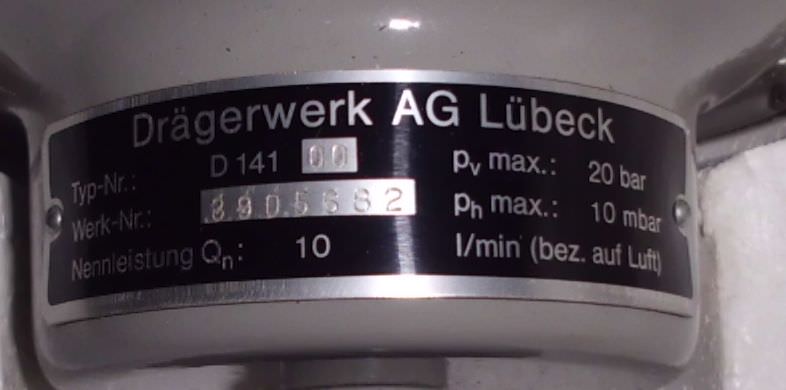 Drägerwerk AG Lübeck
Typ-Nr.: D 141 00 pv max.: 20 bar
Werk-Nr.: ph max.: 10 mbar
Nennleistung Qn: 10 l/min (bez. auf Luft)